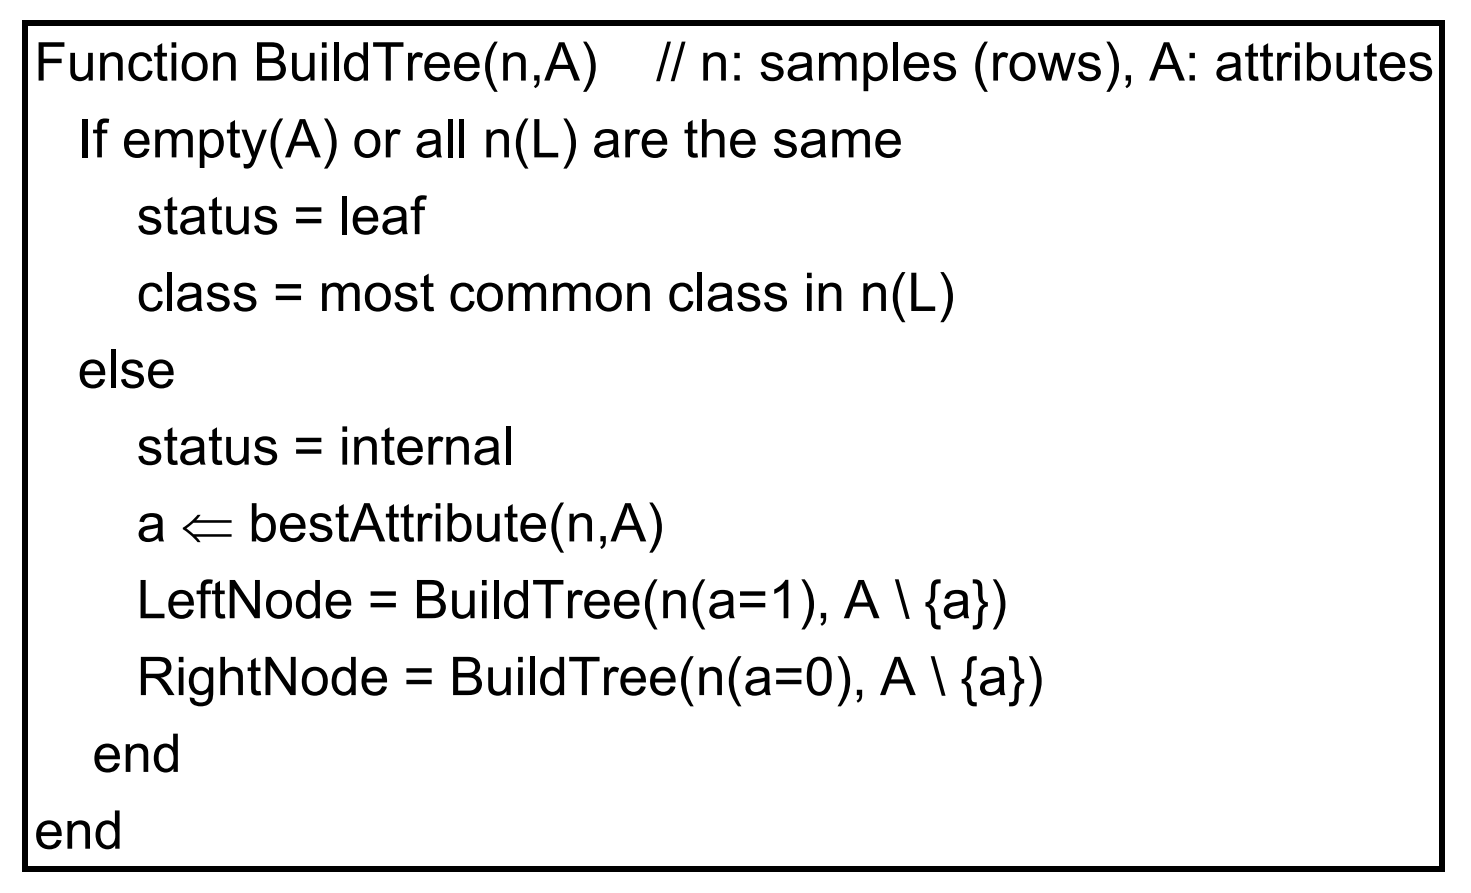 Function BuildTree(n,A) // n: samples (rows), A: attributes
If empty(A) or all n(L) are the same
status = leaf
class = most common class in n(L)
else
status = internal
a ⇐ bestAttribute(n,A)
LeftNode = BuildTree(n(a=1), A \ {a})
RightNode = BuildTree(n(a=0), A \ {a})
end
end